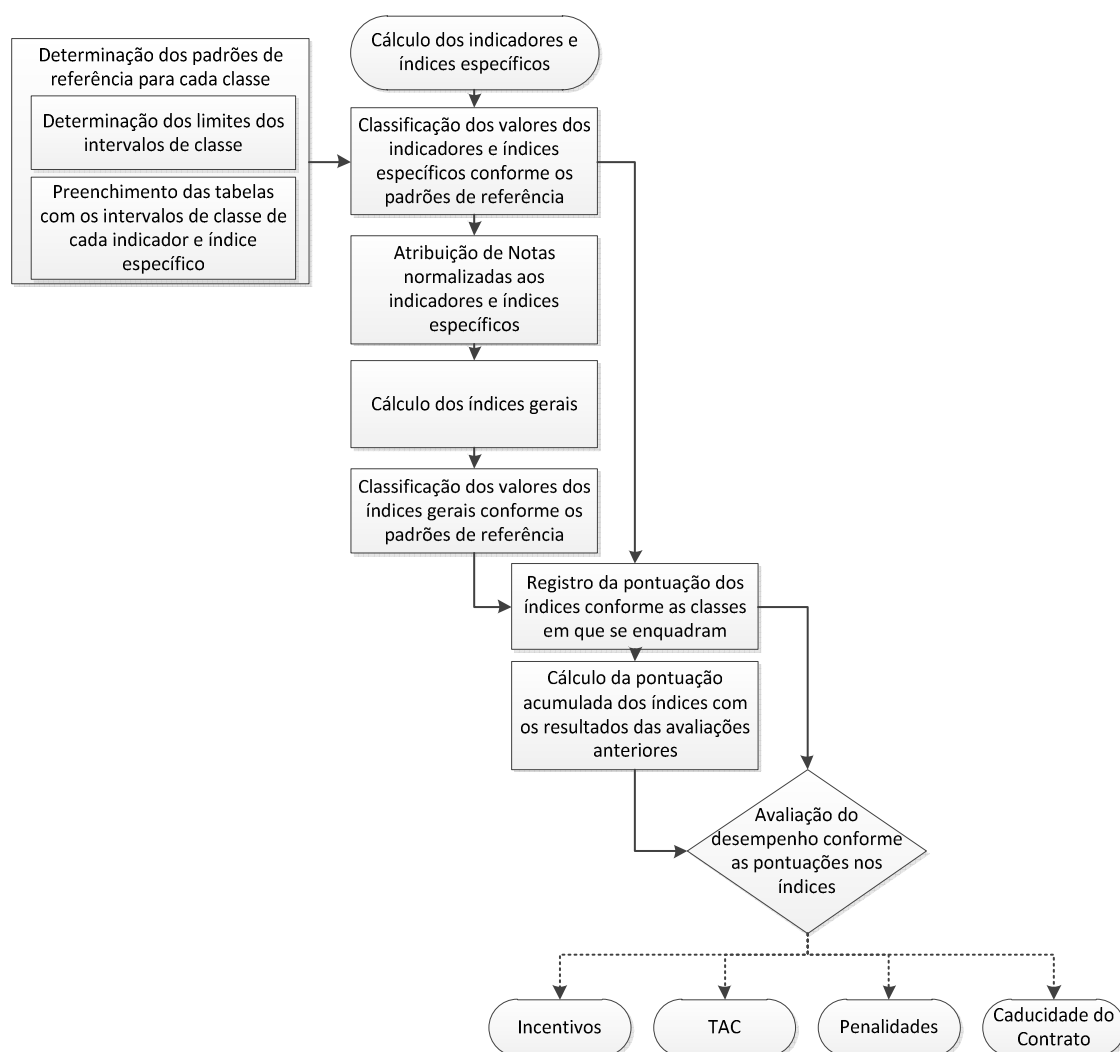 Cálculo dos indicadores e
índices específicos
Determinação dos padrões de
referência para cada classe
Determinação dos limites dos
intervalos de classe
Preenchimento das tabelas
com os intervalos de classe de
cada indicador e índice
específico
Classificação dos valores dos
indicadores e índices
específicos conforme os
padrões de referência
Atribuição de Notas
normalizadas aos
indicadores e índices
específicos
Cálculo dos índices gerais
Classificação dos valores dos
índices gerais conforme os
padrões de referência
Registro da pontuação dos
índices conforme as classes
em que se enquadram
Cálculo da pontuação
acumulada dos índices com
os resultados das avaliações
anteriores
Avaliação do
desempenho conforme
as pontuações nos
índices
Incentivos
TAC
Penalidades
Caducidade do
Contrato